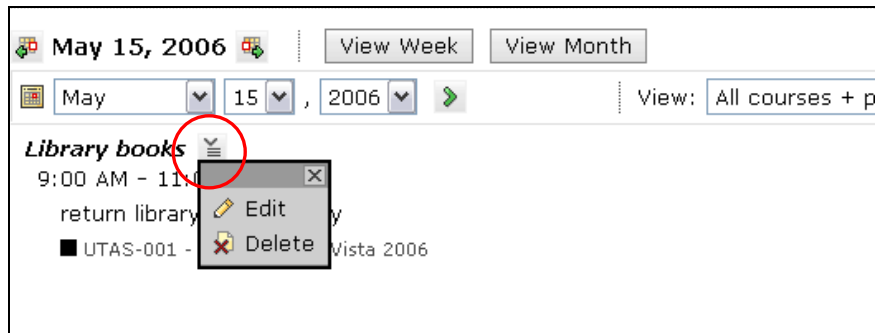 May 15, 2006 View Week View Month
May 15 , 2006 View: All courses + p
Library books
9:00 AM - 11:
return library y
Edit
UTAS-001 - Vista 2006
Delete